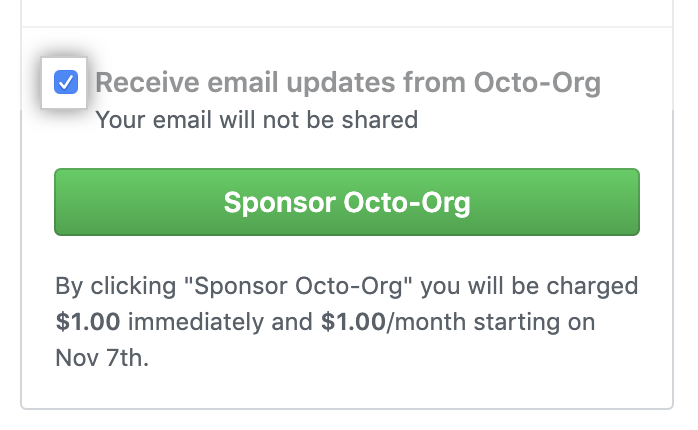 Receive email updates from Octo-Org
Your email will not be shared
Sponsor Octo-Org
By clicking "Sponsor Octo-Org" you will be charged
$1.00 immediately and $1.00/month starting on
Nov 7th.